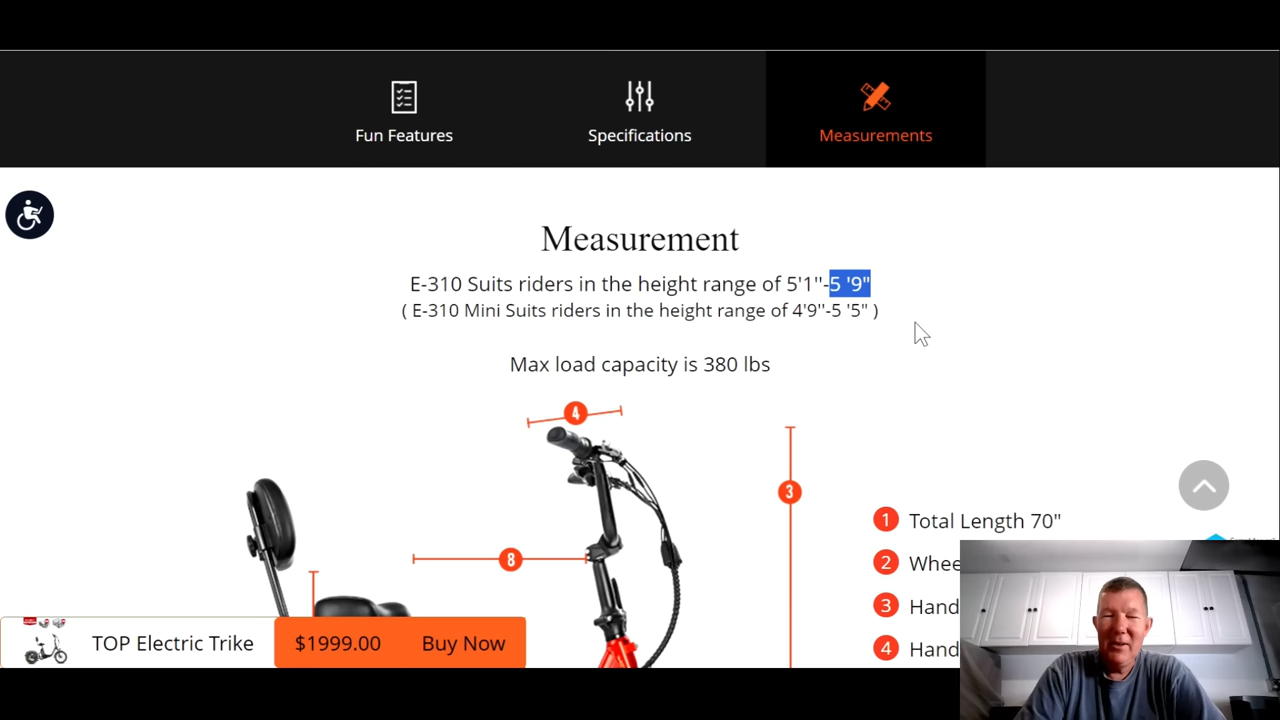 Fun Features
Specifications
Measurements
Measurement
E-310 Suits riders in the height range of 5'1''-5 '9"
( E-310 Mini Suits riders in the height range of 4'9''-5 '5" )
Max load capacity is 380 lbs
4
3
8
1 Total Length 70"
2 Whee
3 Hand
4 Hand
TOP Electric Trike
$1999.00
Buy Now